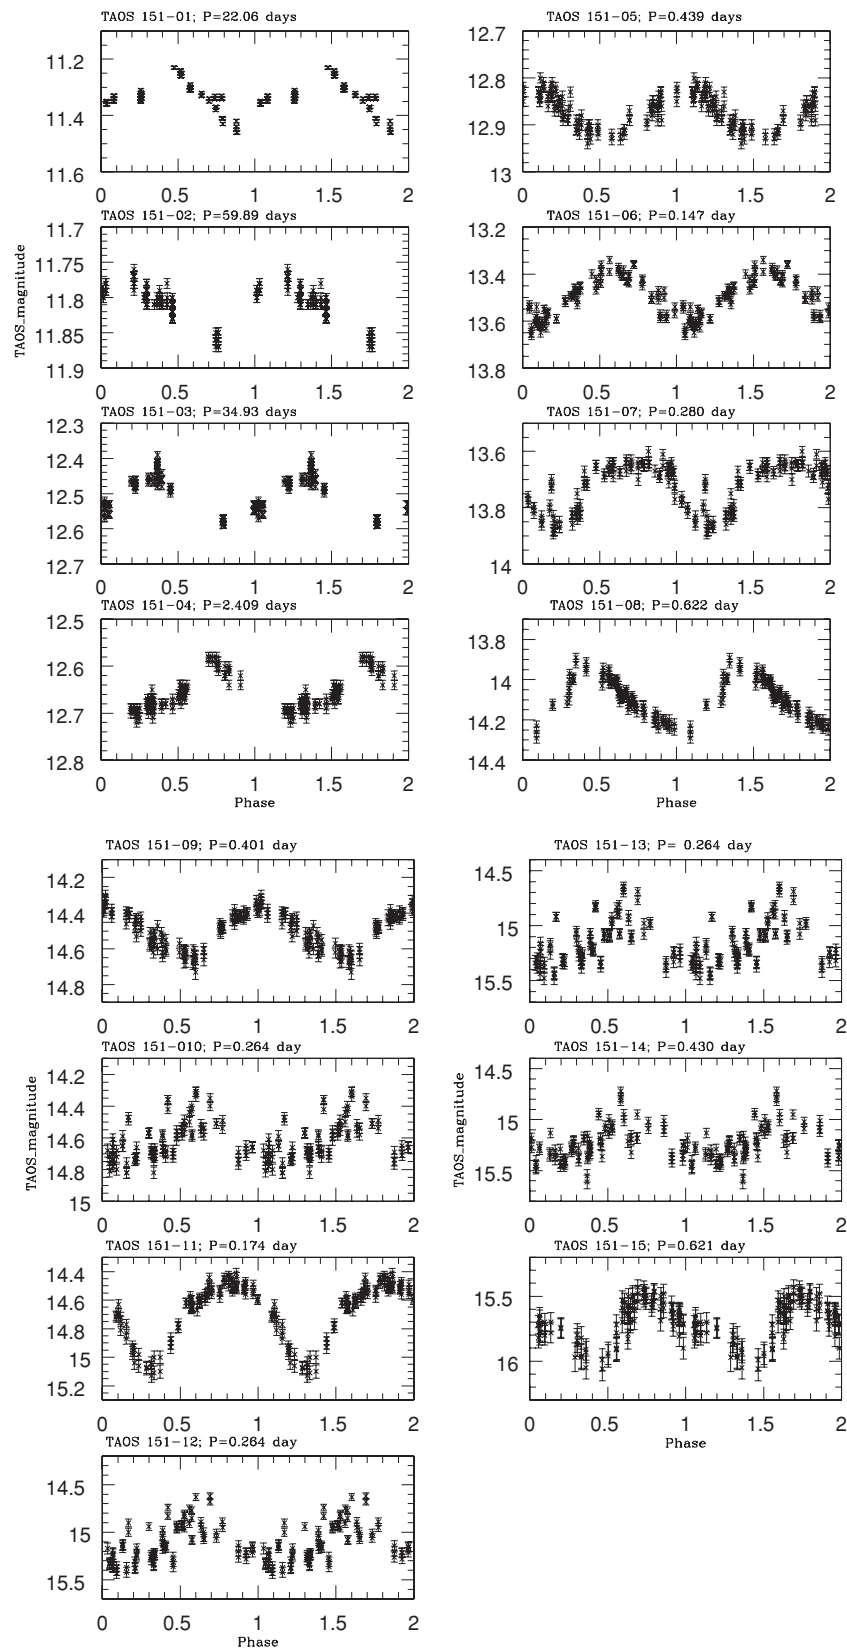 TAOS 151-01; P=22.06 days
11.2
11.4
11.6
0 0.5 1 1.5 2
TAOS 151-02; P=59.89 days
11.7
11.75
11.8
11.85
11.9
0 0.5 1 1.5 2
TAOS 151-03; P=34.93 days
12.3
12.4
12.5
12.6
12.7
0 0.5 1 1.5 2
TAOS 151-04; P=2.409 days
12.5
12.6
12.7
12.8
0 0.5 1 1.5 2
Phase
TAOS_magnitude
TAOS 151-05; P=0.439 days
12.7
12.8
12.9
13
0 0.5 1 1.5 2
TAOS 151-06; P=0.147 days
13.2
13.4
13.6
13.8
0 0.5 1 1.5 2
TAOS 151-07; P=0.280 day
13.6
13.8
14
0 0.5 1 1.5 2
TAOS 151-08; P=0.622 day
13.8
14
14.2
14.4
0 0.5 1 1.5 2
Phase
TAOS 151-09; P=0.401 day
14.2
14.4
14.6
14.8
0 0.5 1 1.5 2
TAOS 151-010; P=0.264 day
14.2
14.4
14.6
14.8
15
0 0.5 1 1.5 2
TAOS 151-11; P=0.174 day
14.4
14.6
14.8
15
15.2
0 0.5 1 1.5 2
TAOS 151-12; P=0.264 day
14.5
15
15.5
0 0.5 1 1.5 2
Phase
TAOS_magnitude
TAOS 151-13; P= 0.264 day
14.5
15
15.5
0 0.5 1 1.5 2
TAOS 151-14; P=0.430 day
14.5
15
15.5
0 0.5 1 1.5 2
TAOS 151-15; P=0.621 day
15.5
16
0 0.5 1 1.5 2
Phase
TAOS_magnitude